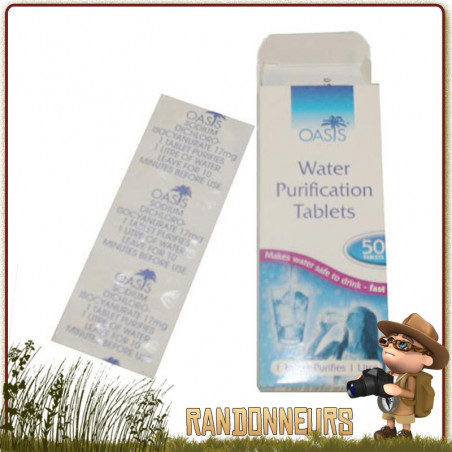 OASIS
SODIUM
DICHLORO-
ISOCYANURATE 17mg
1 TABLET PURIFIES
1 LITRE OF WATER.
LEAVE FOR 10
MINUTES BEFORE USE.
OASIS
SODIUM
DICHLORO-
ISOCYANURATE 17mg
1 TABLET PURIFIES
1 LITRE OF WATER.
LEAVE FOR 10
MINUTES BEFORE USE.
OASIS
SODIUM
DICHLORO-
ISOCYANURATE 17mg
1 TABLET PURIFIES
1 LITRE OF WATER.
LEAVE FOR 10
MINUTES BEFORE USE.
OASIS
Water
Purification
Tablets
50
TABLETS
Makes water safe to drink - fast
Purifies 1
RANDONNEURS